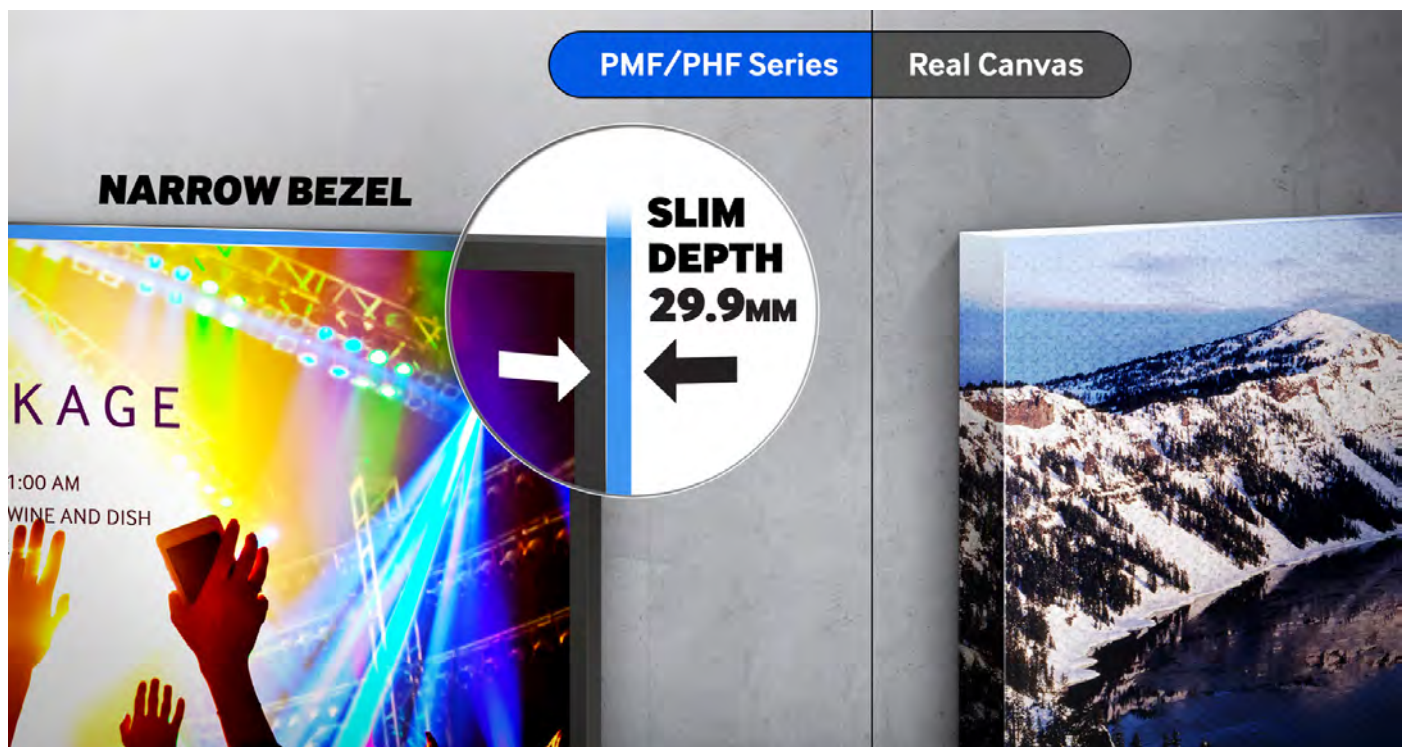 PMF/PHF Series
Real Canvas
NARROW BEZEL
SLIM
DEPTH
29.9MM
KAGE
1:00 AM
WINE AND DISH